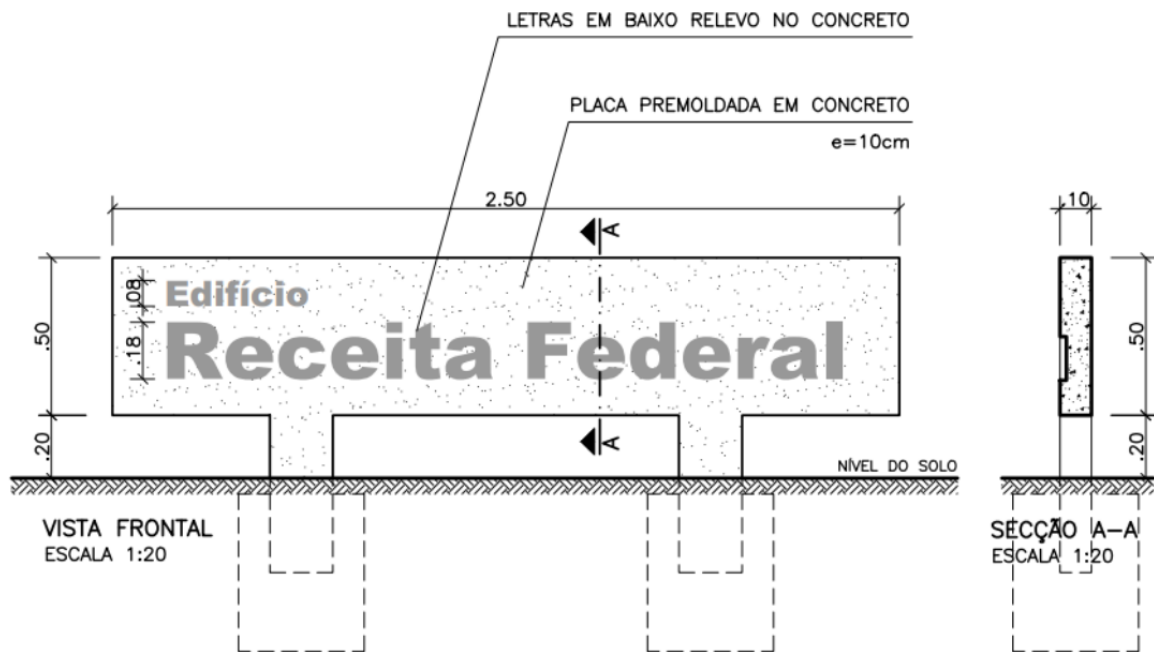 LETRAS EM BAIXO RELEVO NO CONCRETO
PLACA PREMOLDADA EM CONCRETO
e=10cm
2.50
10
A
.08
Edifício
.50
.18
Receita Federal
.50
A
.20
.20
NÍVEL DO SOLO
VISTA FRONTAL
ESCALA 1:20
SECÇÃO A-A
ESCALA 1:20